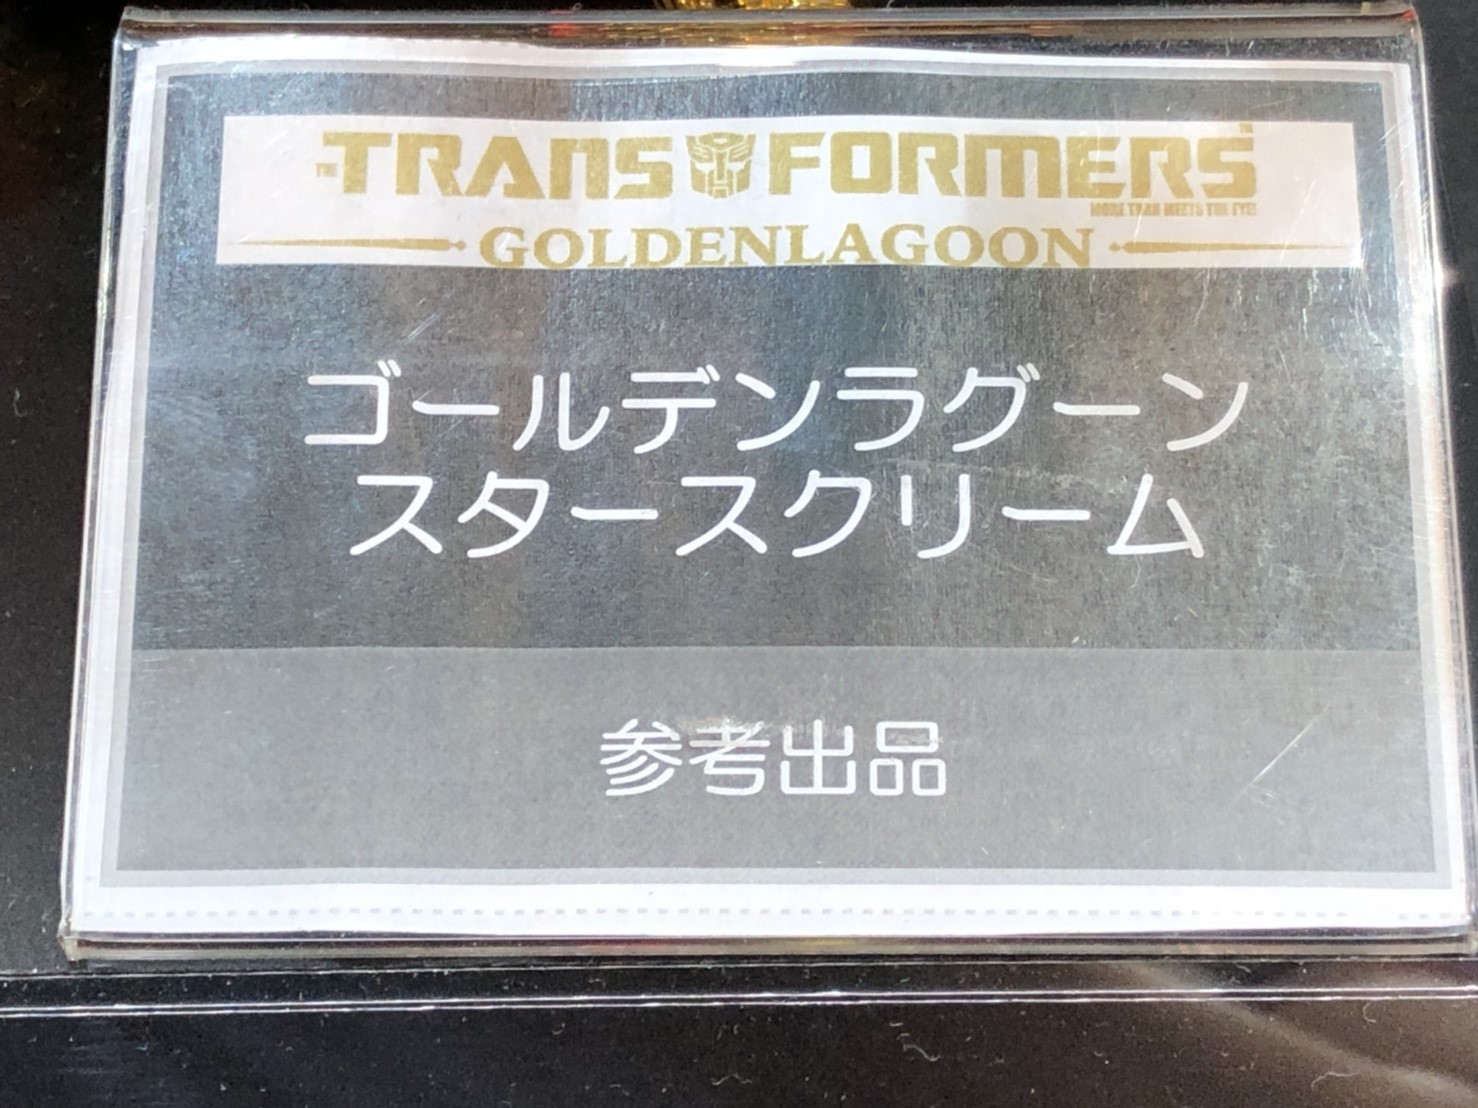 THE TRANSFORMERS
MORE THAN MEETS THE EYE!
GOLDENLAGOON
ゴールデンラグーン
スタースクリーム
参考出品